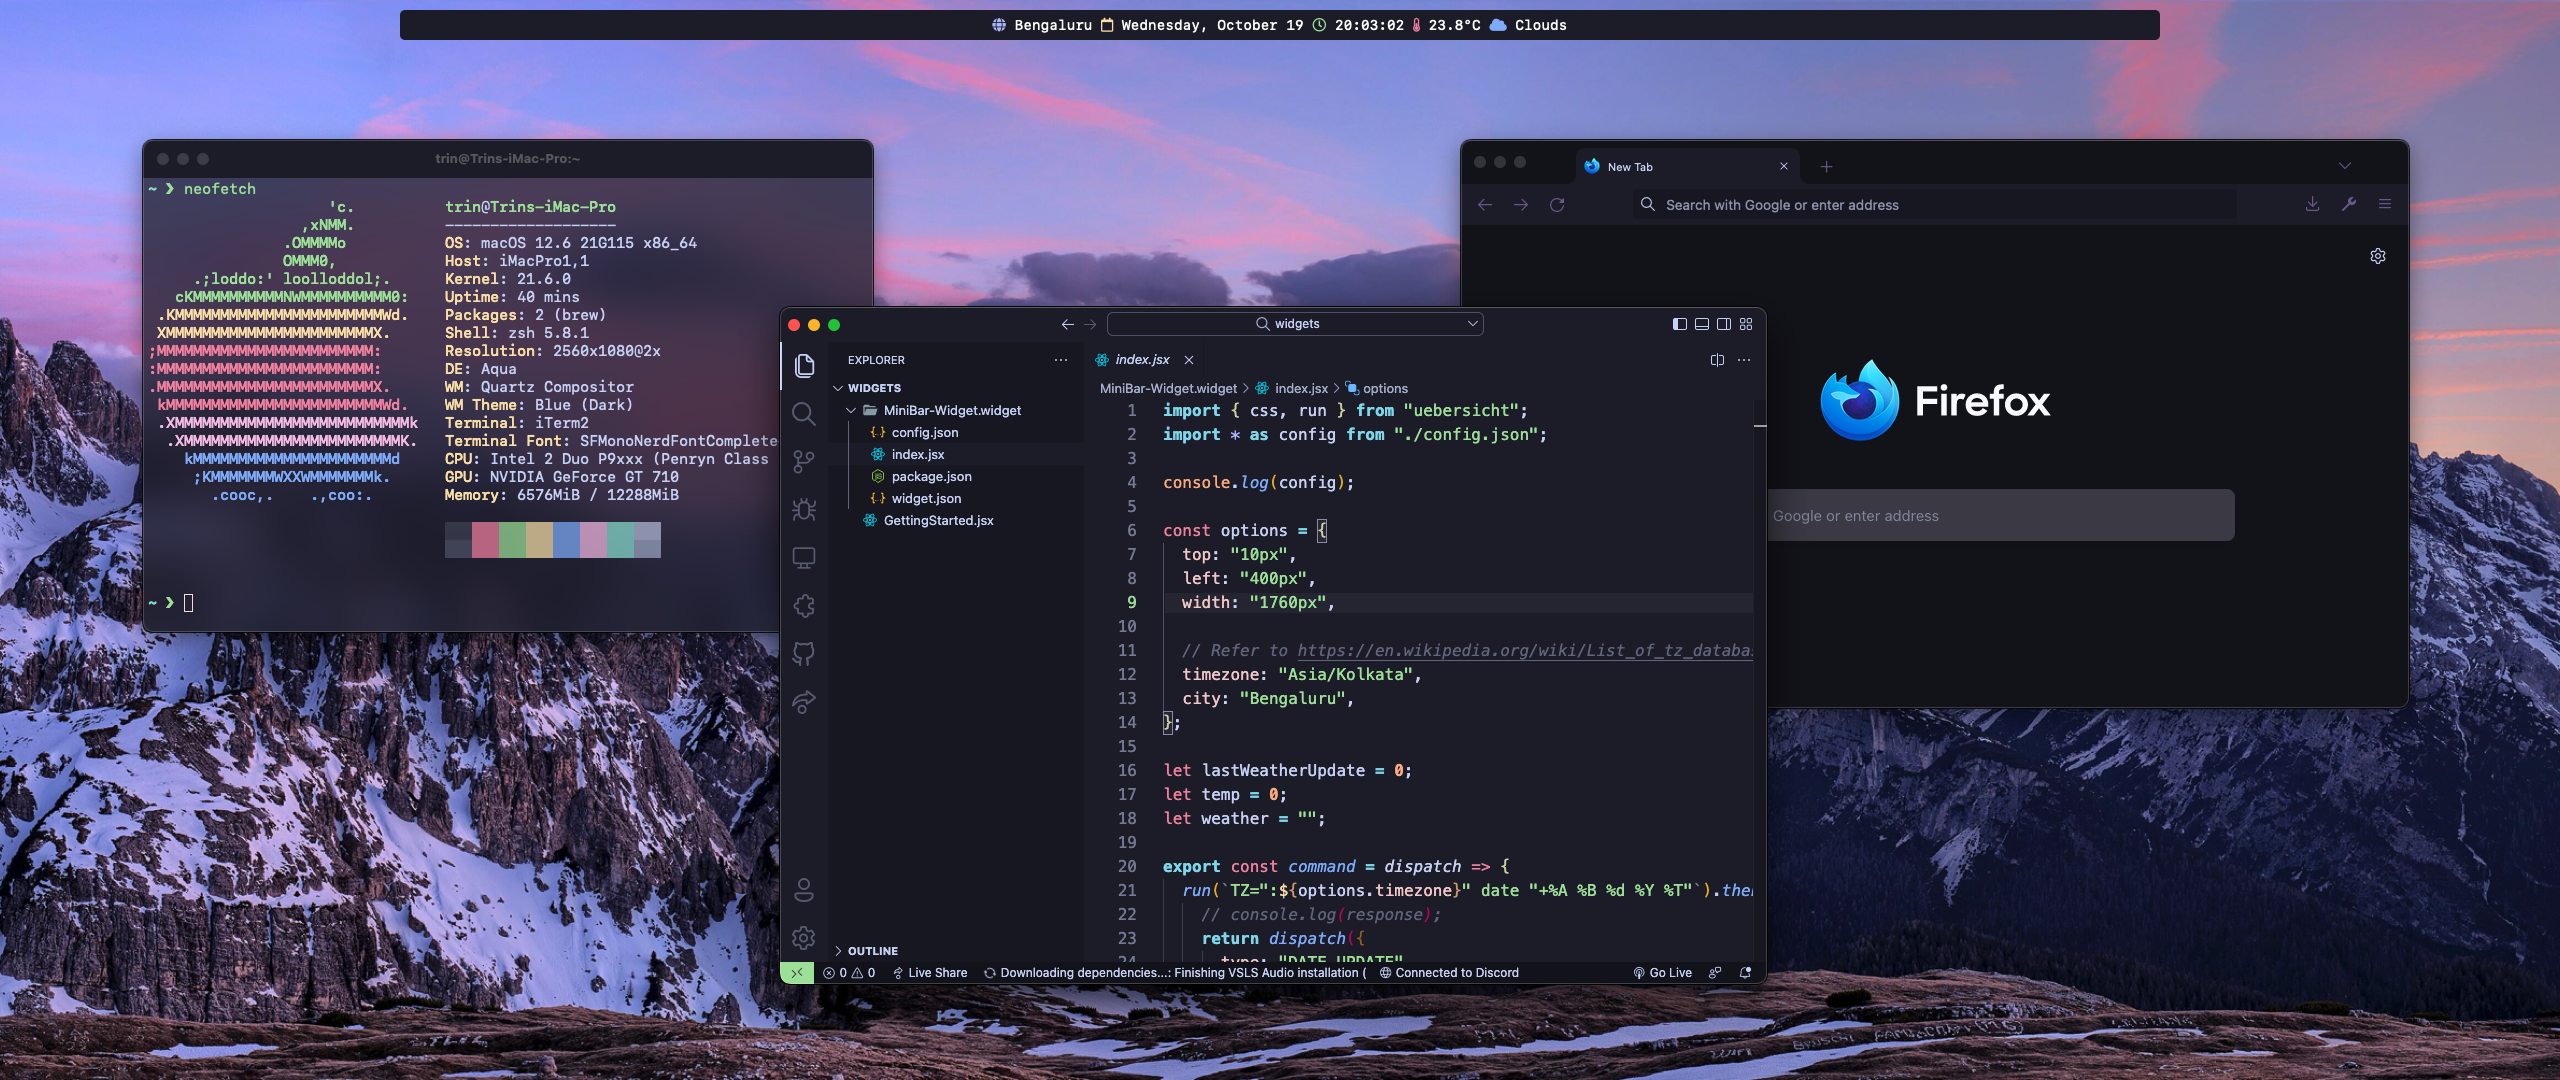 Bengaluru Wednesday, October 19 20:03:02 23.8°C Clouds
trin@Trins-iMac-Pro:~
~ ❯ neofetch
'c.
,xNMM.
.OMMMMo
OMMM0,
.;loddo:' loolloddol;.
cKMMMMMMMMMMNWMMMMMMMMMM0:
.KMMMMMMMMMMMMMMMMMMMMMMMWd.
XMMMMMMMMMMMMMMMMMMMMMMMX.
;MMMMMMMMMMMMMMMMMMMMMMMM:
:MMMMMMMMMMMMMMMMMMMMMMMM:
.MMMMMMMMMMMMMMMMMMMMMMMMX.
kMMMMMMMMMMMMMMMMMMMMMMMMWd.
.XMMMMMMMMMMMMMMMMMMMMMMMMMMk
.XMMMMMMMMMMMMMMMMMMMMMMMMK.
kMMMMMMMMMMMMMMMMMMMMMMd
;KMMMMMMMWXXWMMMMMMMk.
.cooc,.    .,coo:.
trin@Trins-iMac-Pro
-------------------
OS: macOS 12.6 21G115 x86_64
Host: iMacPro1,1
Kernel: 21.6.0
Uptime: 40 mins
Packages: 2 (brew)
Shell: zsh 5.8.1
Resolution: 2560x1080@2x
DE: Aqua
WM: Quartz Compositor
WM Theme: Blue (Dark)
Terminal: iTerm2
Terminal Font: SFMonoNerdFontComplete-
CPU: Intel 2 Duo P9xxx (Penryn Class
GPU: NVIDIA GeForce GT 710
Memory: 6576MiB / 12288MiB
~ ❯
widgets
EXPLORER
WIDGETS
MiniBar-Widget.widget
config.json
index.jsx
package.json
widget.json
GettingStarted.jsx
OUTLINE
index.jsx
MiniBar-Widget.widget > index.jsx > options
1 import { css, run } from "uebersicht";
2 import * as config from "./config.json";
3
4 console.log(config);
5
6 const options = {
7 top: "10px",
8 left: "400px",
9 width: "1760px",
10
11 // Refer to https://en.wikipedia.org/wiki/List_of_tz_databas
12 timezone: "Asia/Kolkata",
13 city: "Bengaluru",
14 };
15
16 let lastWeatherUpdate = 0;
17 let temp = 0;
18 let weather = "";
19
20 export const command = dispatch => {
21 run(`TZ=":${options.timezone}" date "+%A %B %d %Y %T"`).the
22 // console.log(response);
23 return dispatch({
24 type: "DATE_UPDATE"
0 0 Live Share Downloading dependencies...: Finishing VSLS Audio installation ( Connected to Discord Go Live
New Tab
Search with Google or enter address
Firefox
Google or enter address